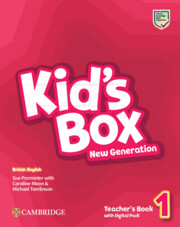 Kid's
Box
New Generation
British English
Sue Parminter with
Caroline Nixon &
Michael Tomlinson
CAMBRIDGE
Teacher's Book 1
with Digital Pack